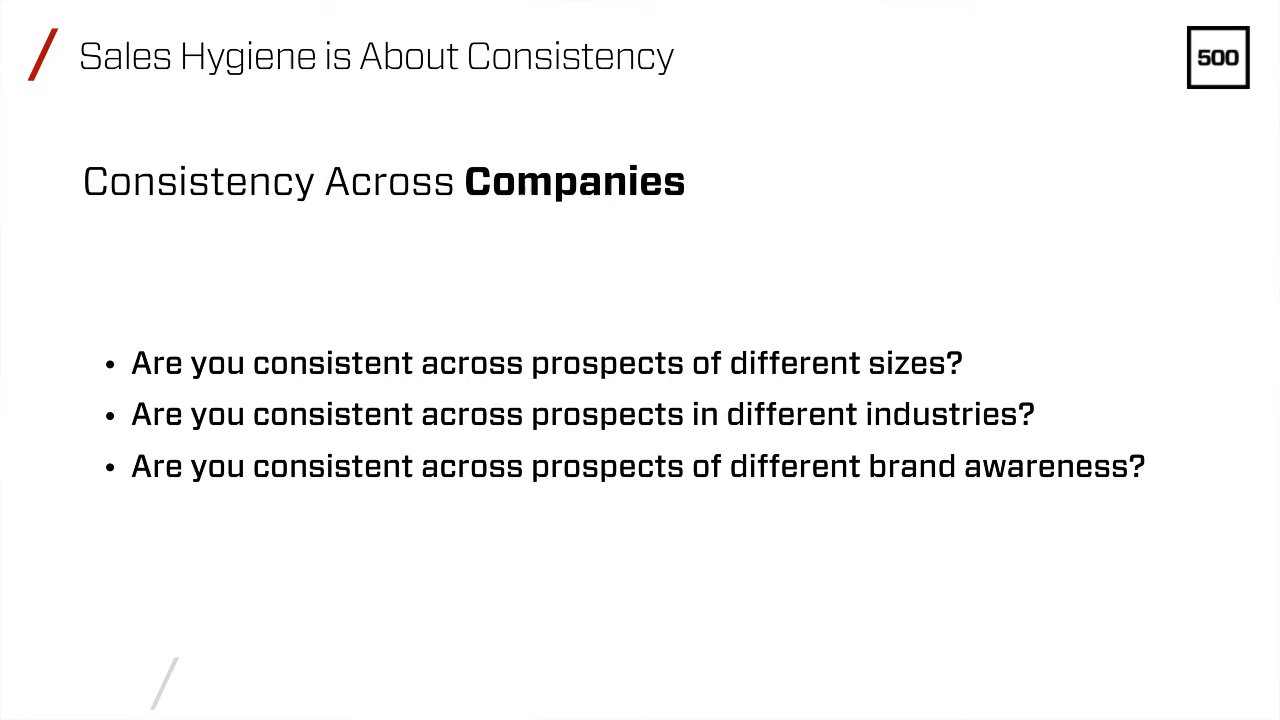 Sales Hygiene is About Consistency
500
Consistency Across Companies
• Are you consistent across prospects of different sizes?
• Are you consistent across prospects in different industries?
• Are you consistent across prospects of different brand awareness?